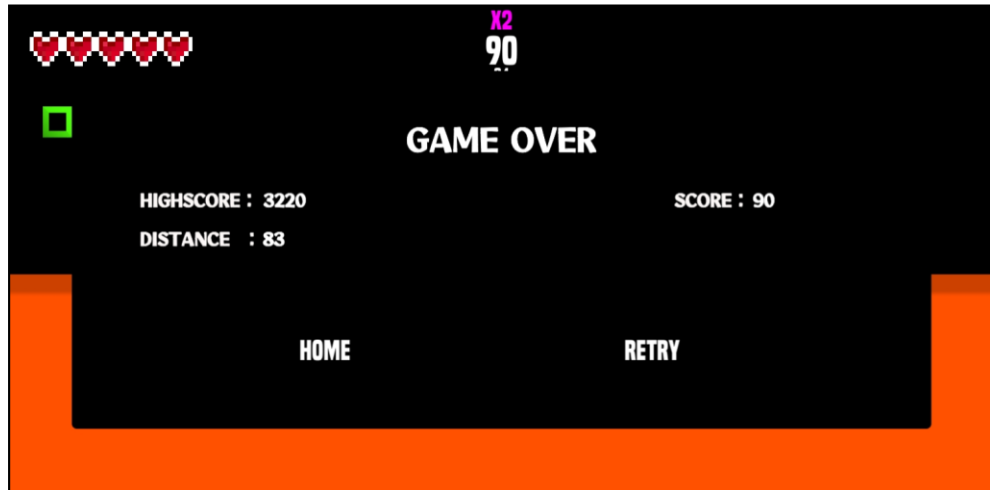 X2
90
GAME OVER
HIGHSCORE : 3220
SCORE : 90
DISTANCE : 83
HOME
RETRY